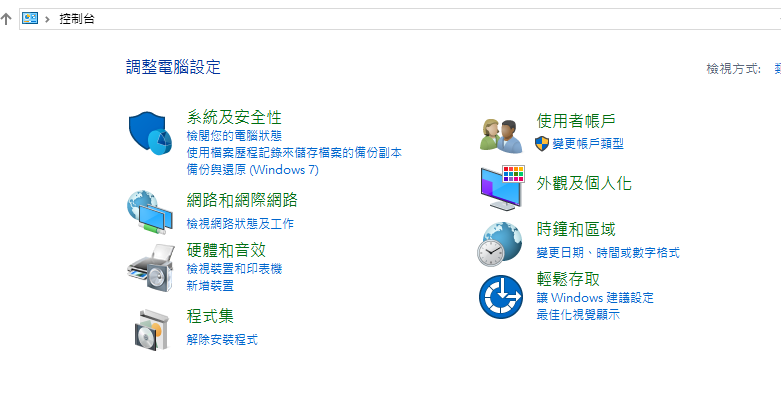 控制台
調整電腦設定
檢視方式:
系統及安全性
檢閱您的電腦狀態
使用檔案歷程記錄來儲存檔案的備份副本
備份與還原 (Windows 7)
網路和網際網路
檢視網路狀態及工作
硬體和音效
檢視裝置和印表機
新增裝置
程式集
解除安裝程式
使用者帳戶
變更帳戶類型
外觀及個人化
時鐘和區域
變更日期、時間或數字格式
輕鬆存取
讓 Windows 建議設定
最佳化視覺顯示